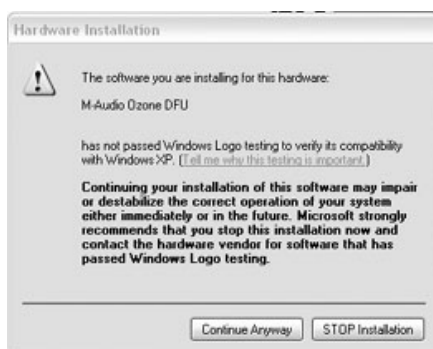 Hardware Installation
The software you are installing for this hardware:
M-Audio Ozone DFU
has not passed Windows Logo testing to verify its compatibility
with Windows XP. (Tell me why this testing is important.)
Continuing your installation of this software may impair
or destabilize the correct operation of your system
either immediately or in the future. Microsoft strongly
recommends that you stop this installation now and
contact the hardware vendor for software that has
passed Windows Logo testing.
Continue Anyway
STOP Installation